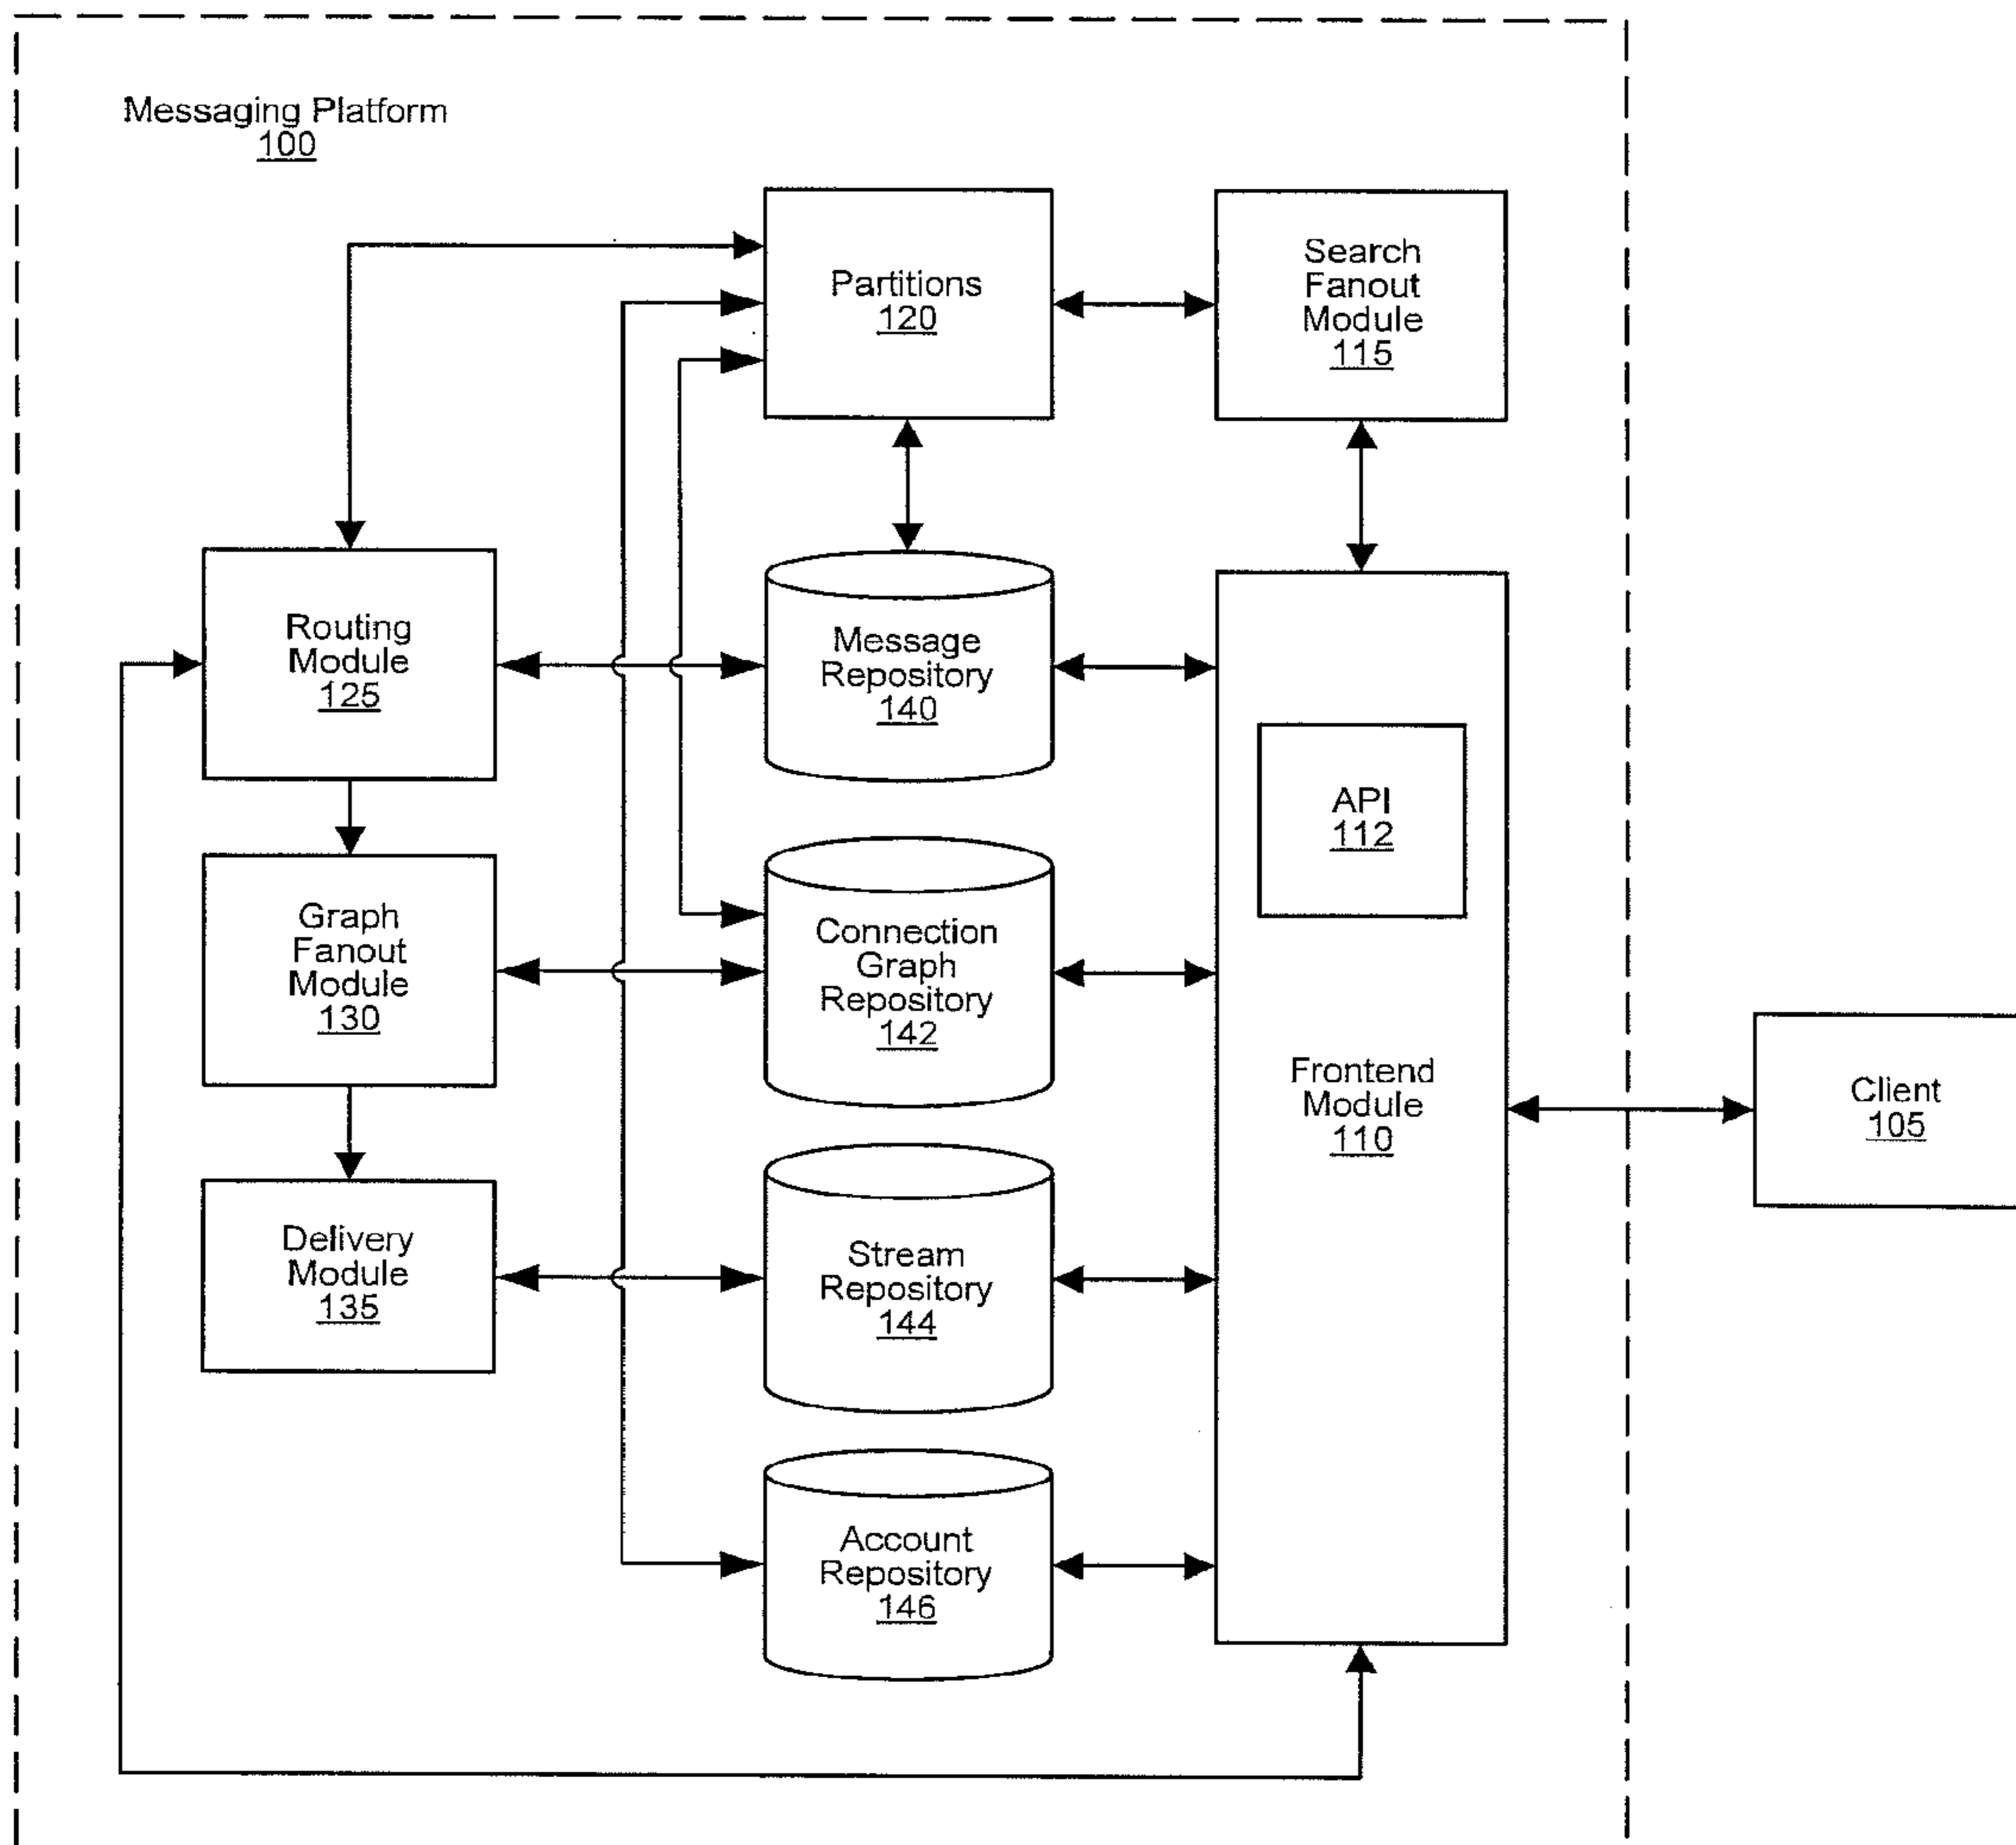 Messaging Platform
100
Partitions
120
Search
Fanout
Module
115
Routing
Module
125
Message
Repository
140
API
112
Graph
Fanout
Module
130
Connection
Graph
Repository
142
Frontend
Module
110
Client
105
Delivery
Module
135
Stream
Repository
144
Account
Repository
146